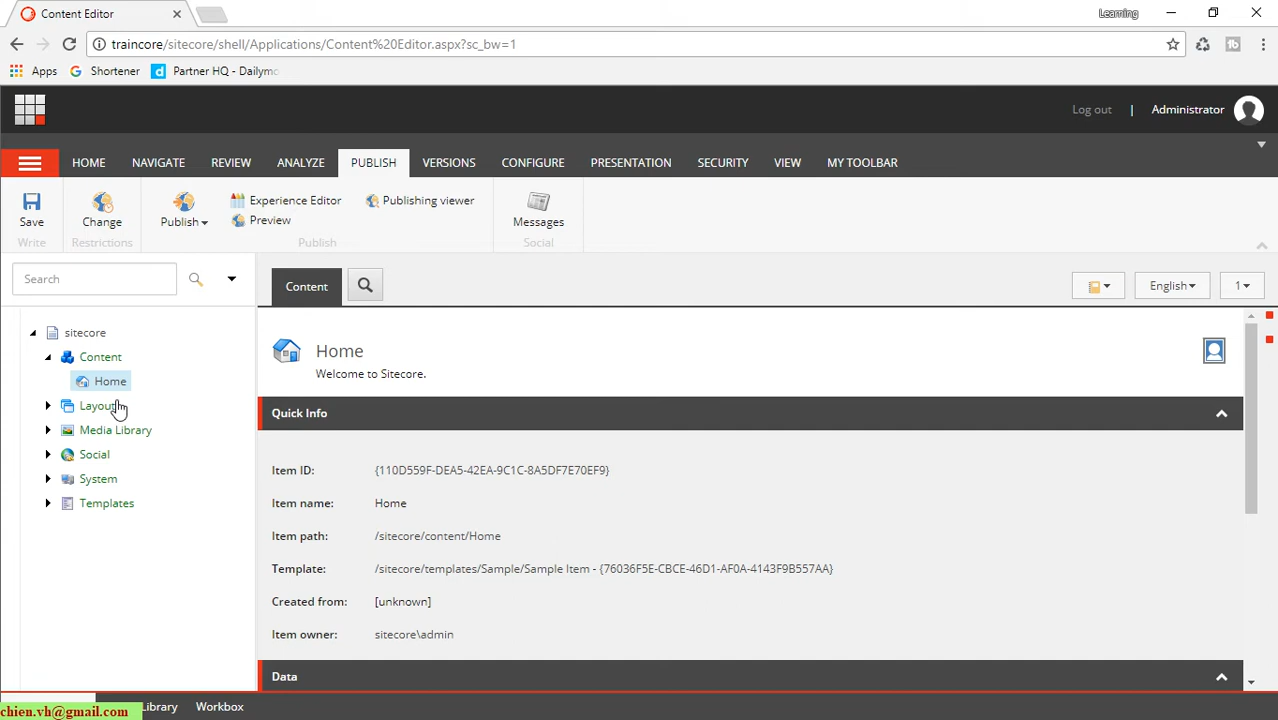 Content Editor
Learning
traincore/sitecore/shell/Applications/Content%20Editor.aspx?sc_bw=1
Apps Shortener Partner HQ - Dailymo
Log out | Administrator
HOME NAVIGATE REVIEW ANALYZE PUBLISH VERSIONS CONFIGURE PRESENTATION SECURITY VIEW MY TOOLBAR
Save Change Publish Experience Editor Preview Publishing viewer Messages
Write Restrictions Publish Social
Search
Content English 1
sitecore
Content
Home
Layout
Media Library
Social
System
Templates
Home
Welcome to Sitecore.
Quick Info
Item ID: {110D559F-DEA5-42EA-9C1C-8A5DF7E70EF9}
Item name: Home
Item path: /sitecore/content/Home
Template: /sitecore/templates/Sample/Sample Item - {76036F5E-CBCE-46D1-AF0A-4143F9B557AA}
Created from: [unknown]
Item owner: sitecore\admin
Data
chien.vh@gmail.com Library Workbox